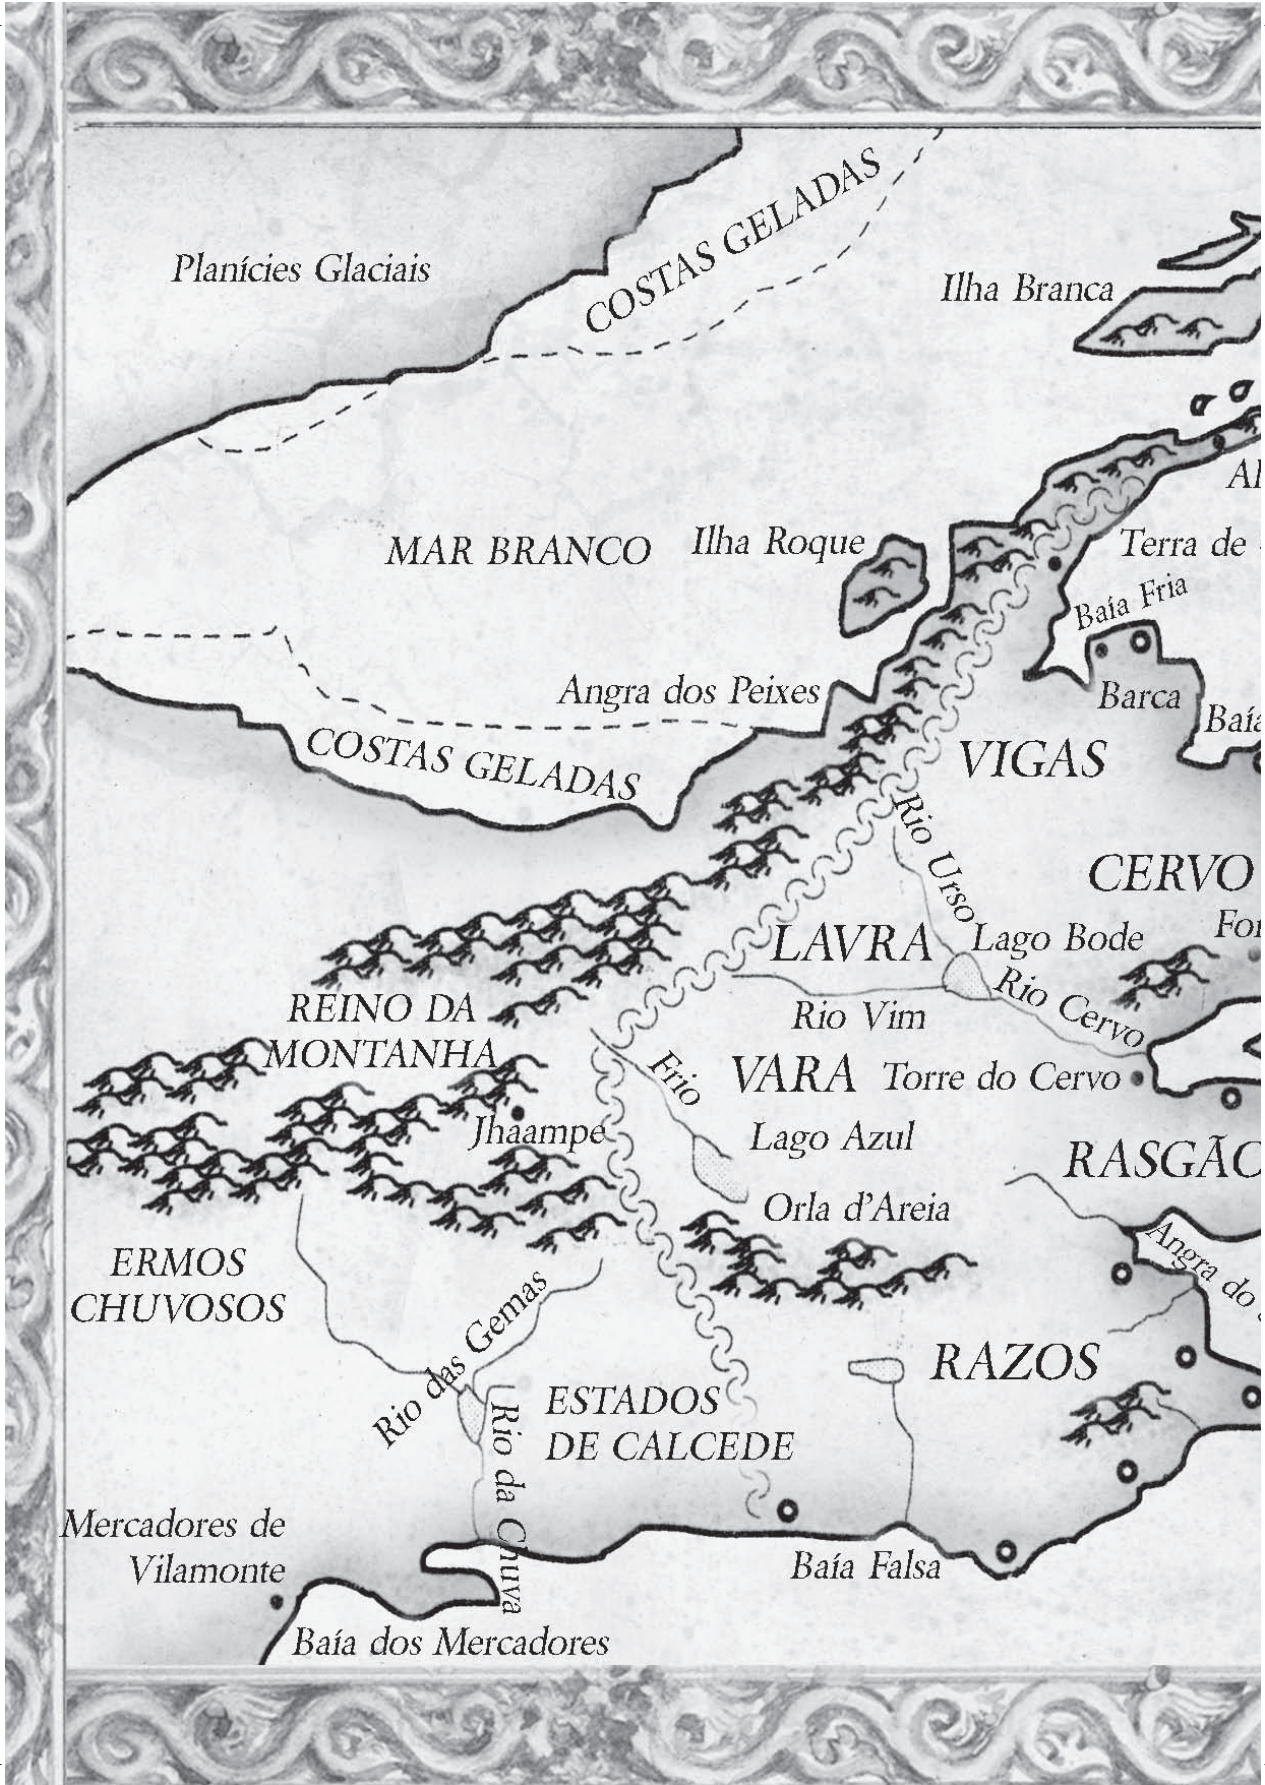 Planícies Glaciais
COSTAS GELADAS
Ilha Branca
MAR BRANCO
Ilha Roque
Terra de
Baía Fria
Angra dos Peixes
Barca
Baía
COSTAS GELADAS
VIGAS
Rio Urso
CERVO
LAVRA
Lago Bode
REINO DA
MONTANHA
Rio Vim
Rio Cervo
Frio
VARA
Torre do Cervo
Jhaampe
Lago Azul
RASGÃO
Orla d'Areia
ERMOS
CHUVOSOS
Angra do
Rio das Gemas
RAZOS
ESTADOS
DE CALCEDE
Rio da Chuva
Mercadores de
Vilamonte
Baía Falsa
Baía dos Mercadores